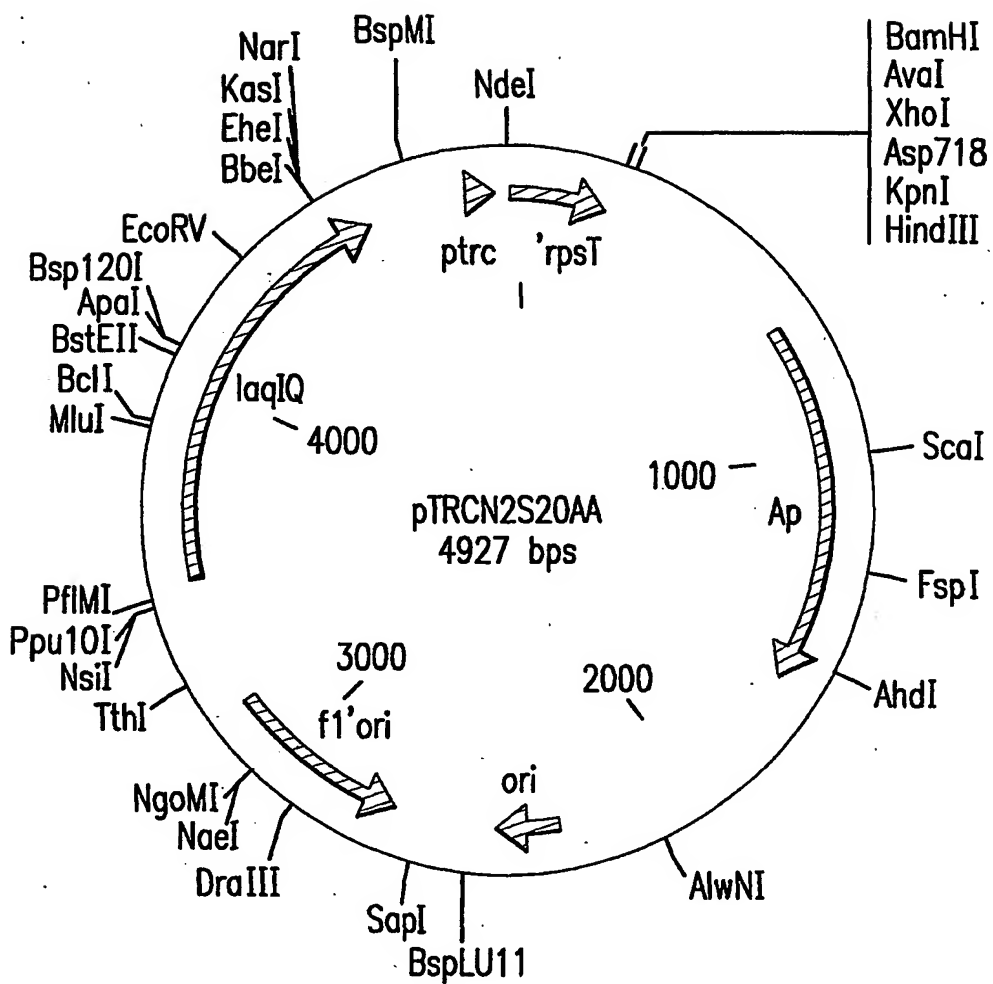 BspMI
NarI
KasI
EheI
BbeI
NdeI
BamHI
AvaI
XhoI
Asp718
KpnI
HindIII
EcoRV
Bsp120I
ApaI
BstEII
BclI
MluI
ptrc
'rpsT
laqIQ
4000
1000
ScaI
pTRCN2S20AA
4927 bps
Ap
FspI
PflMI
Ppu10I
NsiI
TthI
3000
f1'ori
2000
AhdI
ori
NgoMI
NaeI
DraIII
SapI
BspLU11
AlwNI